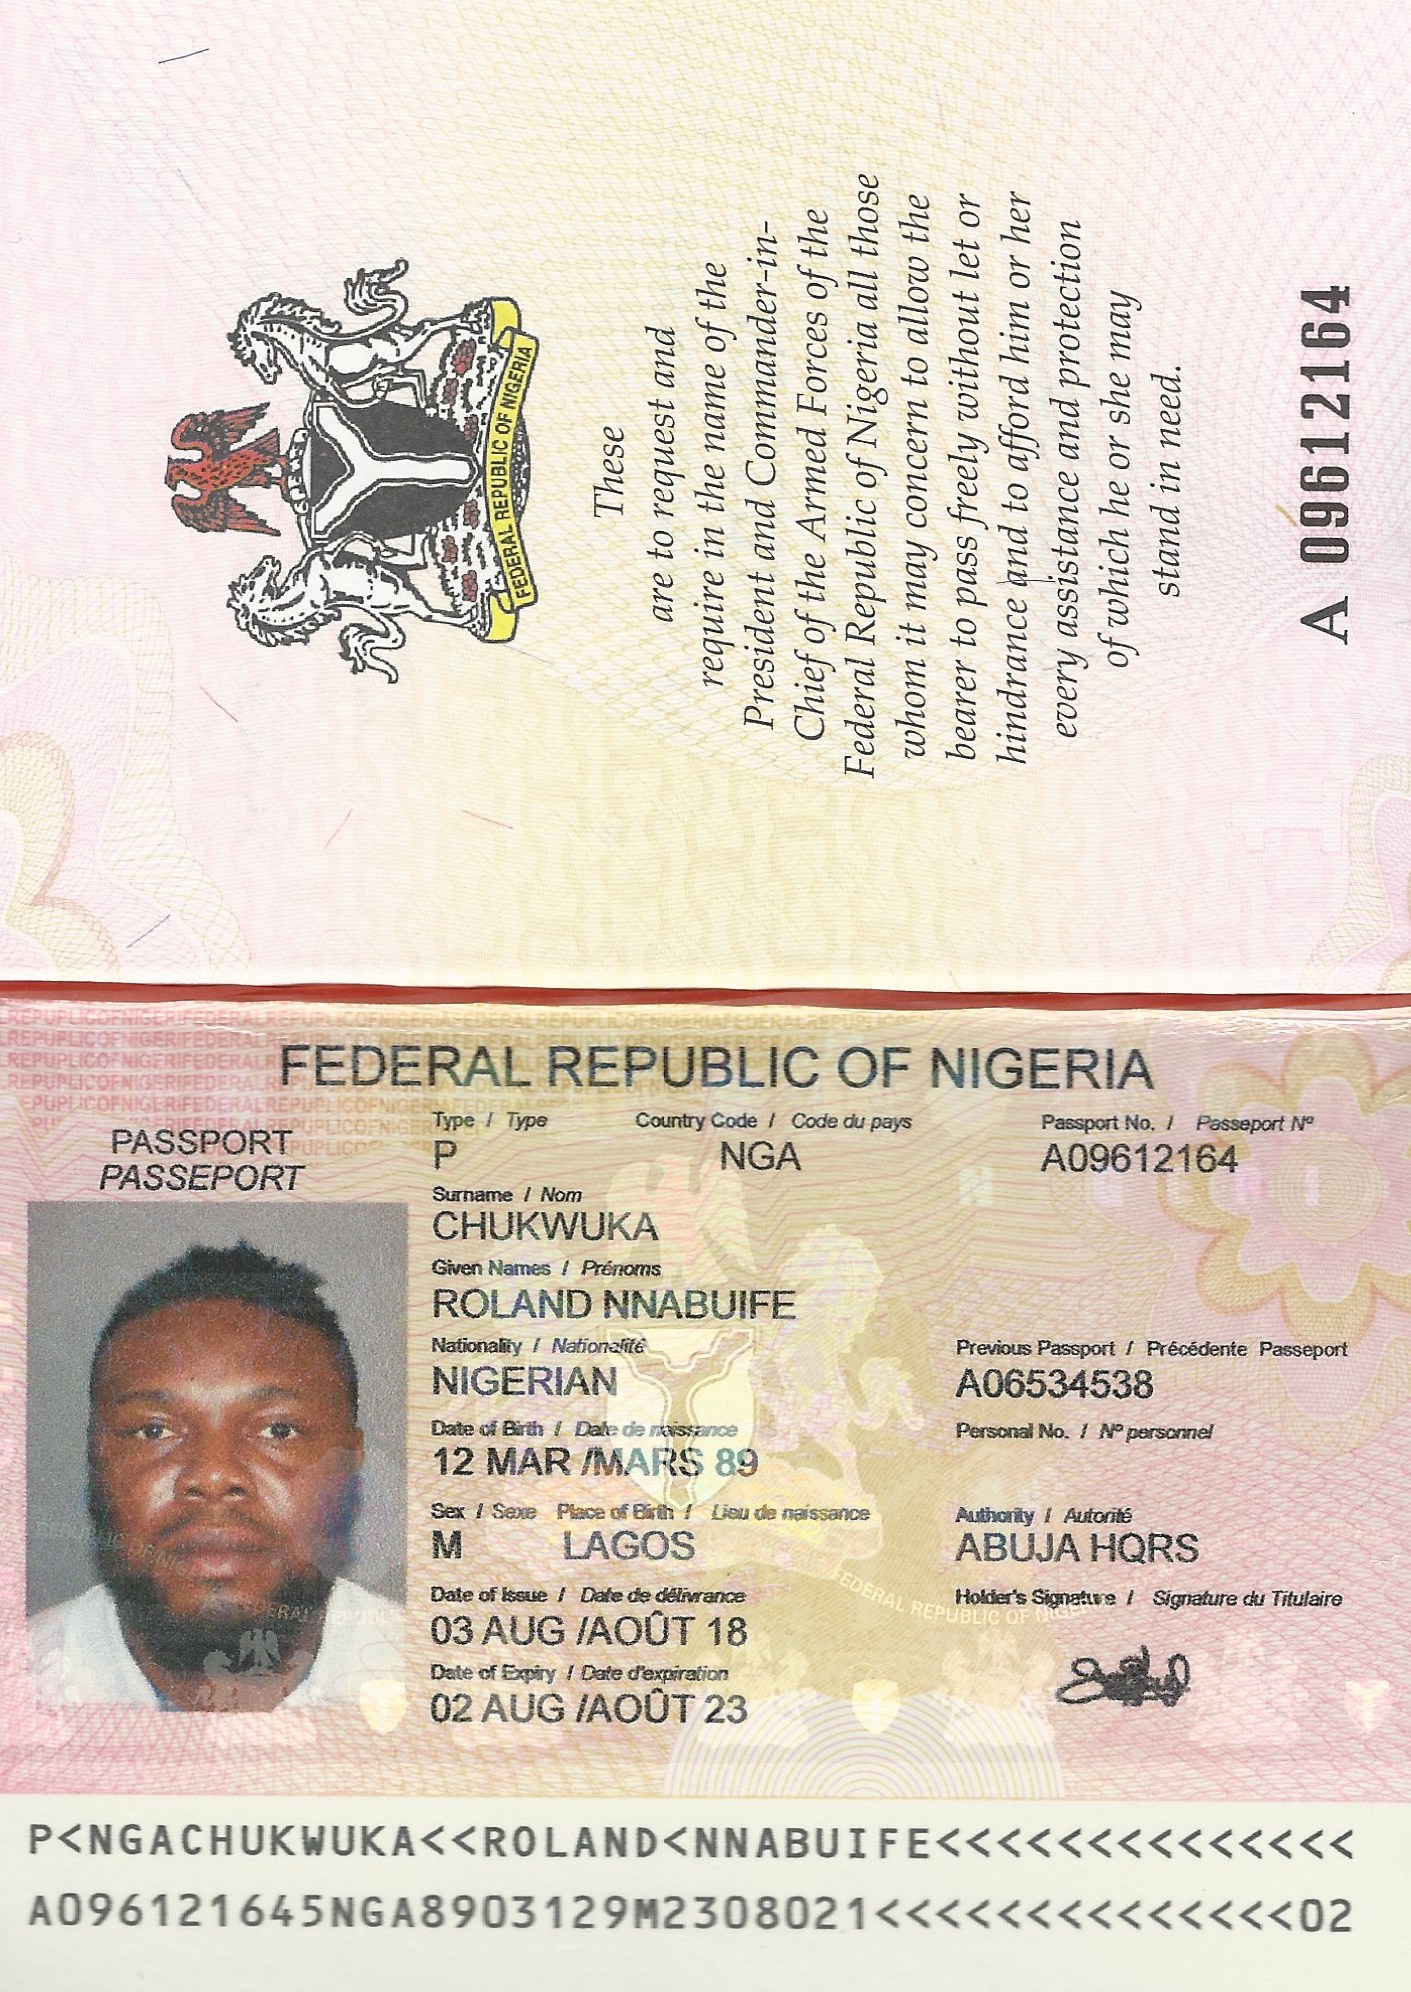 FEDERAL REPUBLIC OF NIGERIA
These
are to request and
require in the name of the
President and Commander-in-
Chief of the Armed Forces of the
Federal Republic of Nigeria all those
whom it may concern to allow the
bearer to pass freely without let or
hindrance and to afford him or her
every assistance and protection
of which he or she may
stand in need.
A 09612164
FEDERAL REPUBLIC OF NIGERIA
PASSPORT
PASSEPORT
Type / Type Country Code / Code du pays Passport No. / Passeport Nº
P NGA A09612164
Surname / Nom
CHUKWUKA
Given Names / Prénoms
ROLAND NNABUIFE
Nationality / Nationalité Previous Passport / Précédente Passeport
NIGERIAN A06534538
Date of Birth / Date de naissance Personal No. / Nº personnel
12 MAR /MARS 89
Sex / Sexe Place of Birth / Lieu de naissance Authority / Autorité
M LAGOS ABUJA HQRS
Date of Issue / Date de délivrance Holder's Signature / Signature du Titulaire
03 AUG /AOÛT 18
Date of Expiry / Date d'expiration
02 AUG /AOÛT 23
FEDERAL REPUBLIC OF NIGERIA
P<NGACHUKWUKA<<ROLAND<NNABUIFE<<<<<<<<<<<<<<
A096121645NGA8903129M2308021<<<<<<<<<<<<<<02